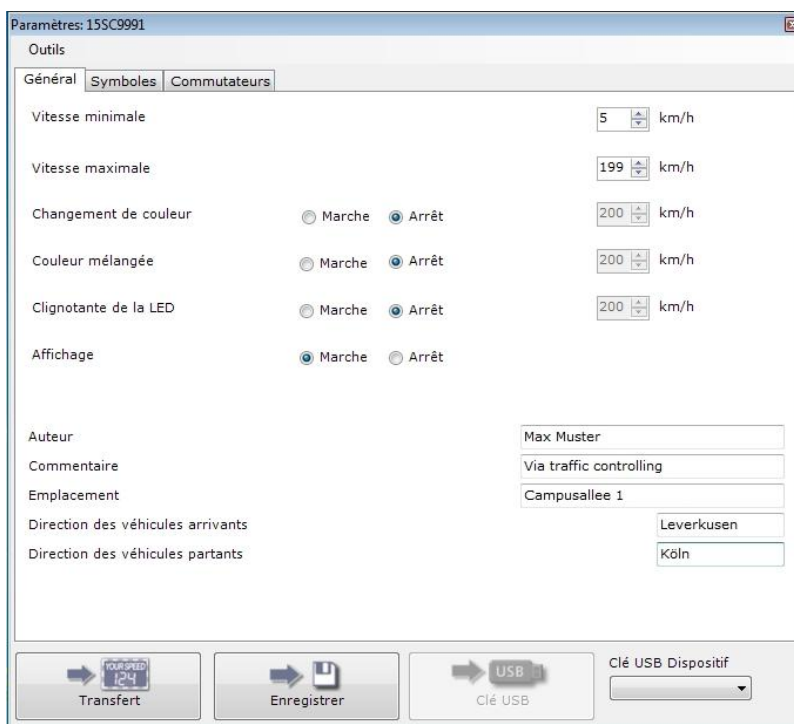 Paramètres: 15SC9991
Outils
Général Symboles Commutateurs
Vitesse minimale 5 km/h
Vitesse maximale 199 km/h
Changement de couleur Marche Arrêt 200 km/h
Couleur mélangée Marche Arrêt 200 km/h
Clignotante de la LED Marche Arrêt 200 km/h
Affichage Marche Arrêt
Auteur Max Muster
Commentaire Via traffic controlling
Emplacement Campusallee 1
Direction des véhicules arrivants Leverkusen
Direction des véhicules partants Köln
YOUR SPEED
124
Transfert
Enregistrer
USB
Clé USB
Clé USB Dispositif